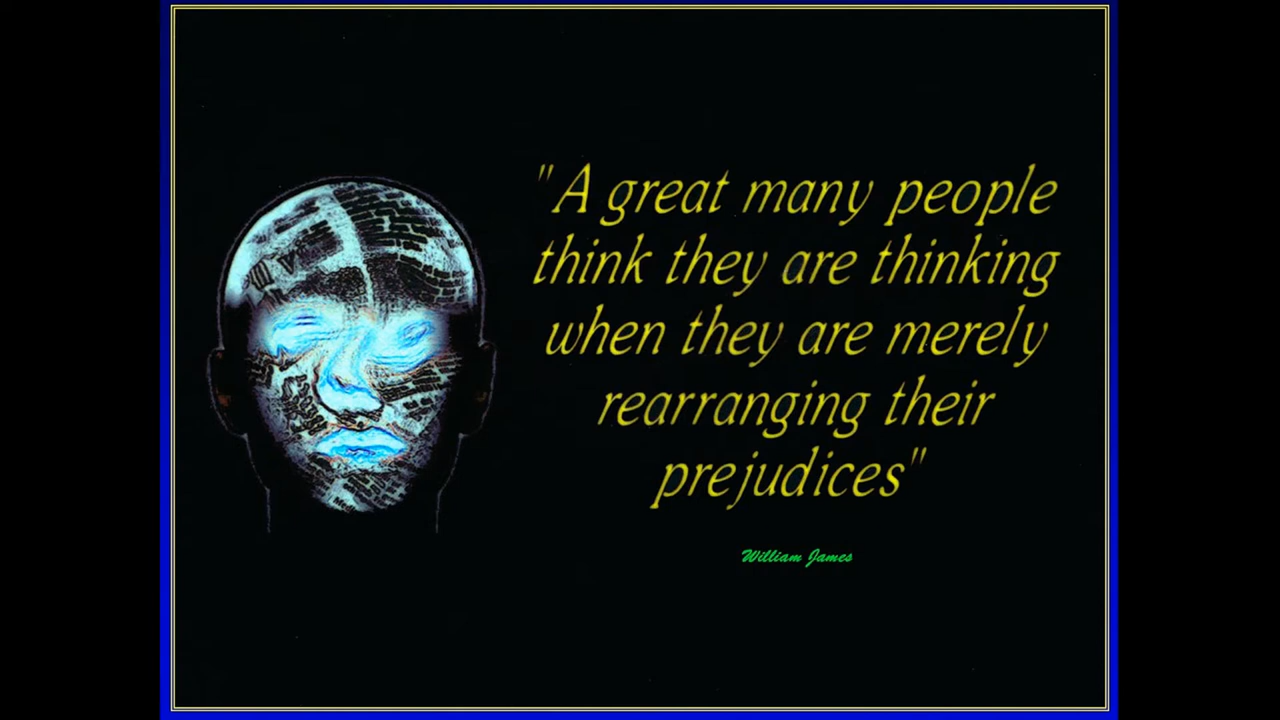 "A great many people
think they are thinking
when they are merely
rearranging their
prejudices"
William James